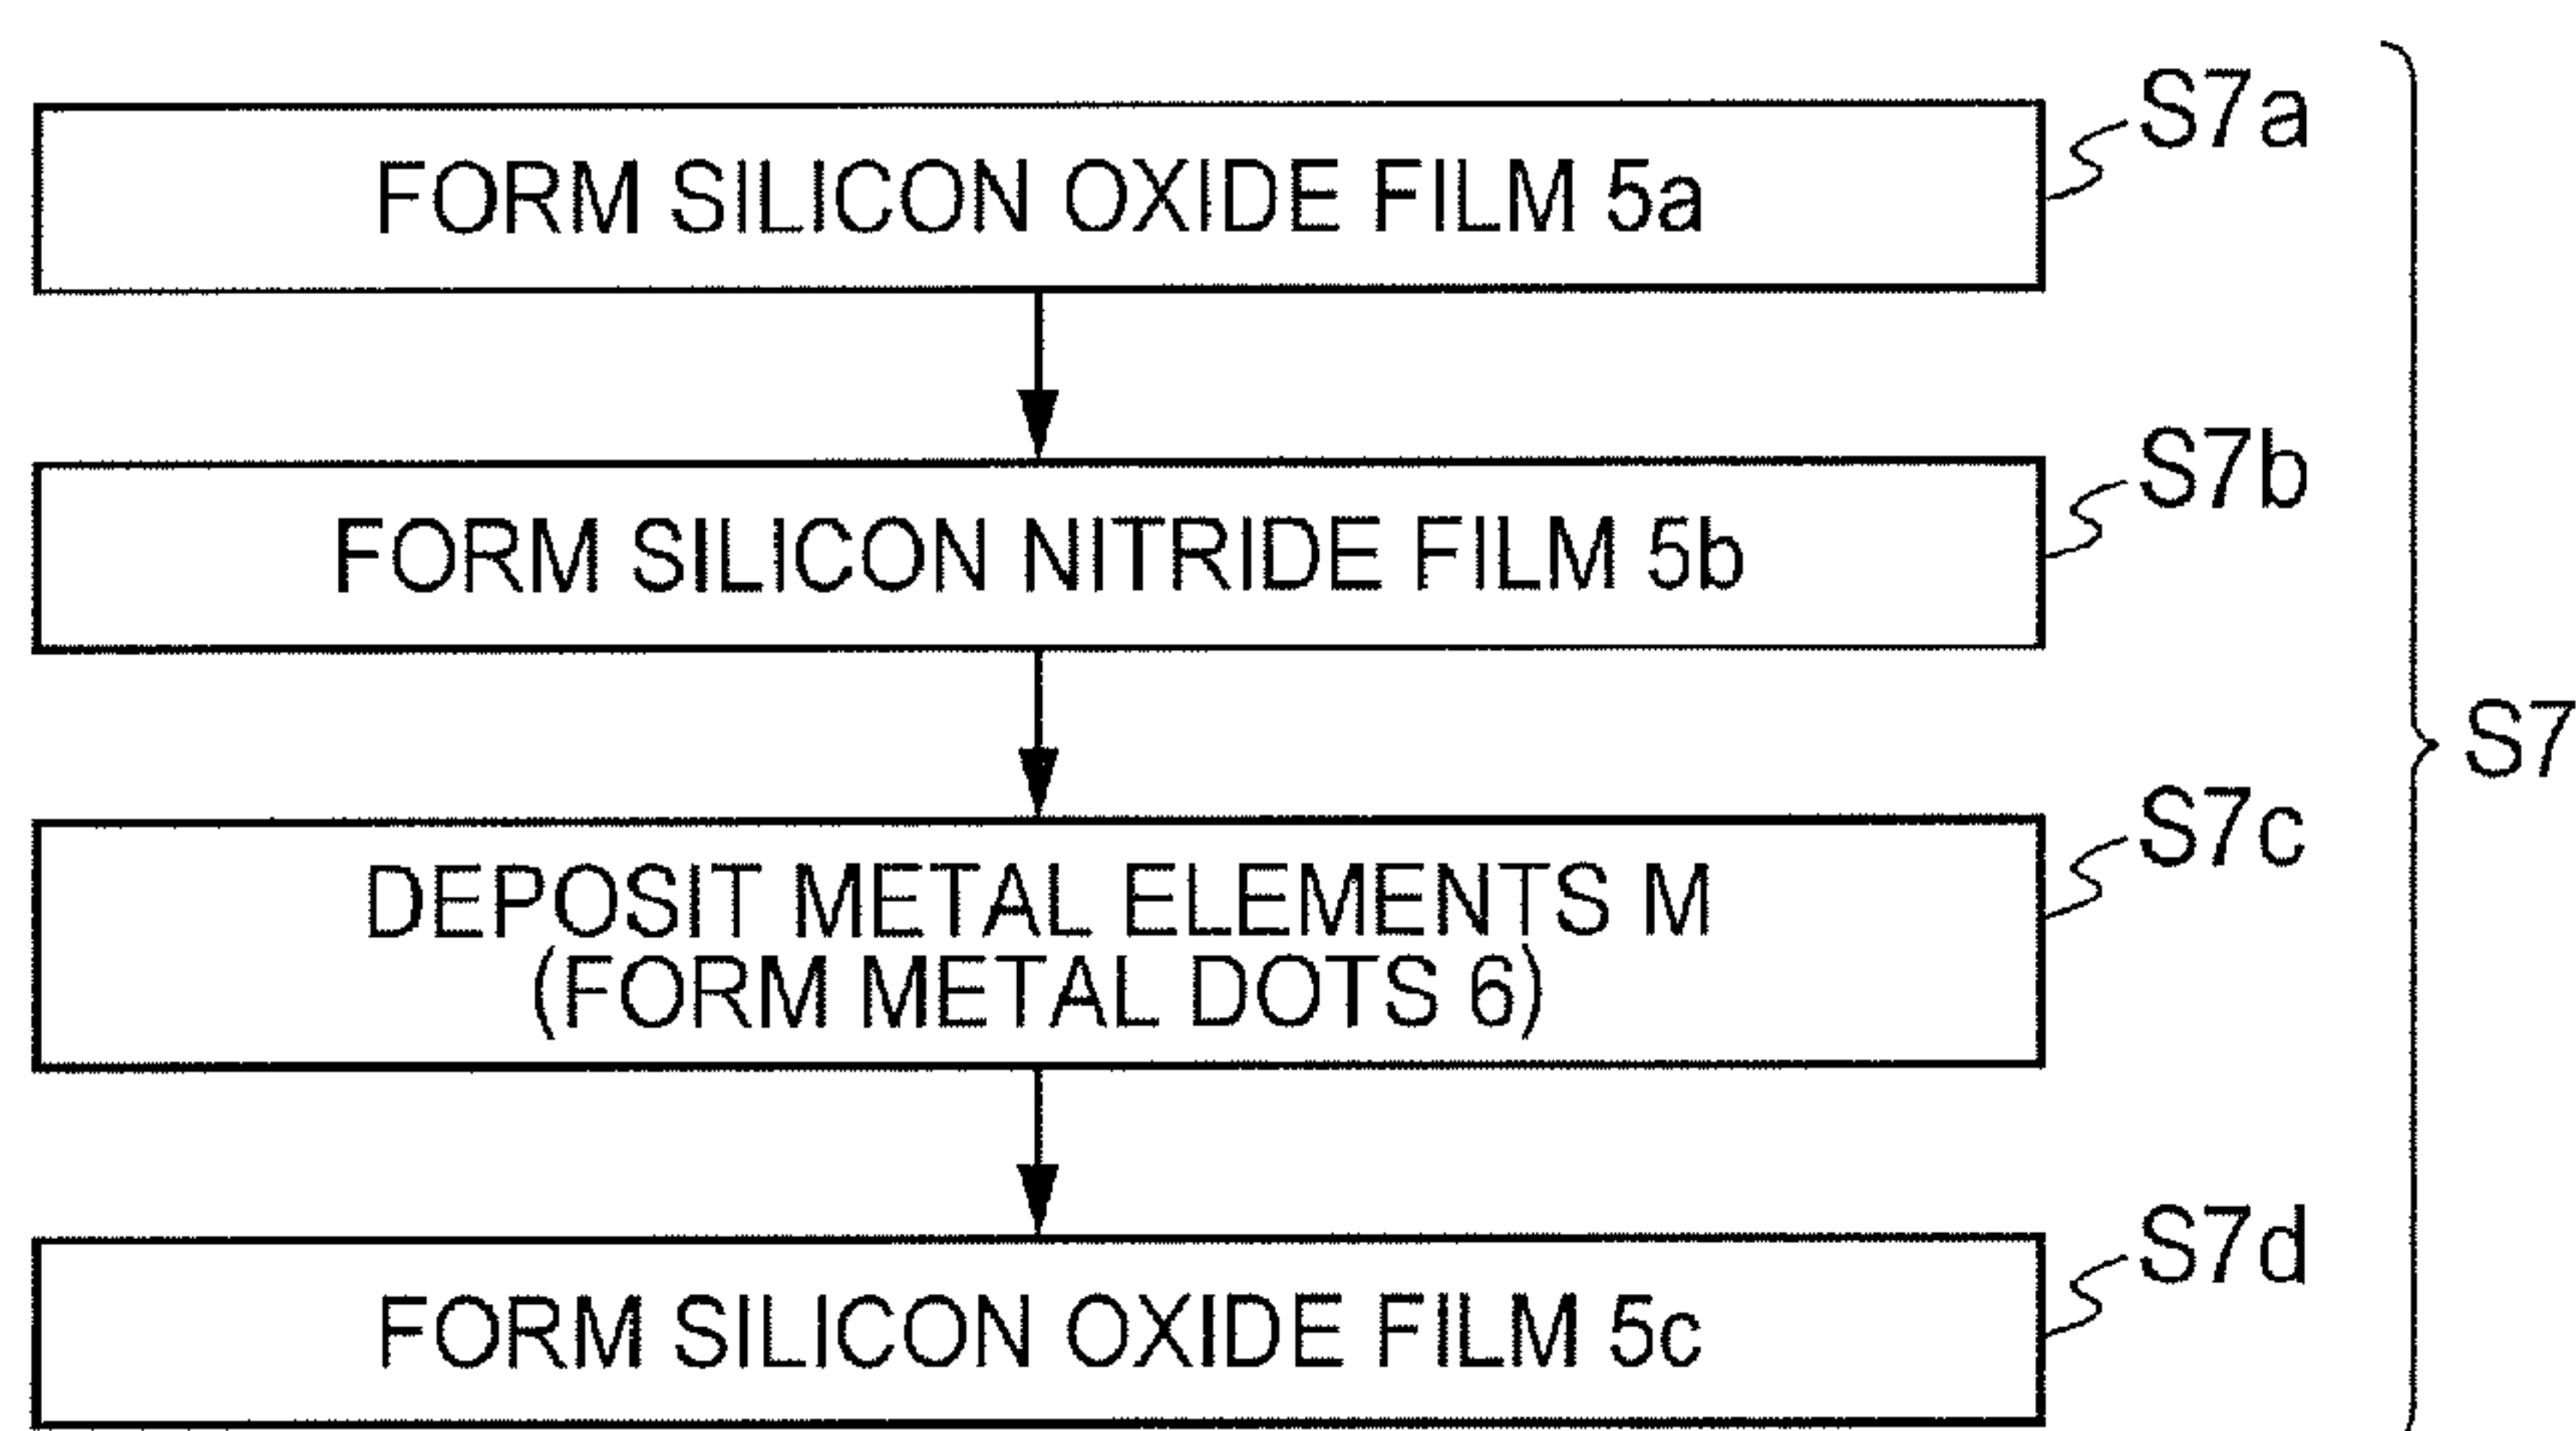 S7a
FORM SILICON OXIDE FILM 5a
S7b
FORM SILICON NITRIDE FILM 5b
S7
S7c
DEPOSIT METAL ELEMENTS M
(FORM METAL DOTS 6)
S7d
FORM SILICON OXIDE FILM 5c